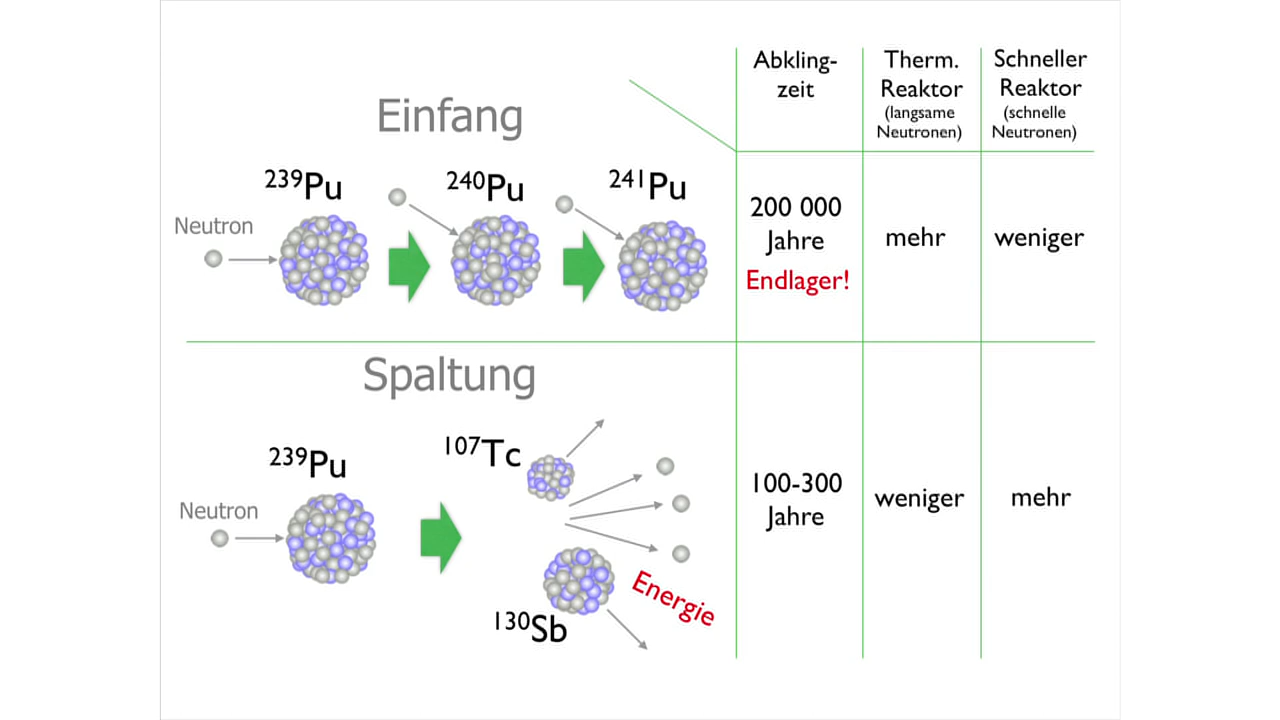 Abkling-
zeit
Therm.
Reaktor
(langsame
Neutronen)
Schneller
Reaktor
(schnelle
Neutronen)
Einfang
²³⁹Pu
²⁴⁰Pu
²⁴¹Pu
Neutron
200 000
Jahre
Endlager!
mehr
weniger
Spaltung
²³⁹Pu
¹⁰⁷Tc
Neutron
¹³⁰Sb
Energie
100-300
Jahre
weniger
mehr